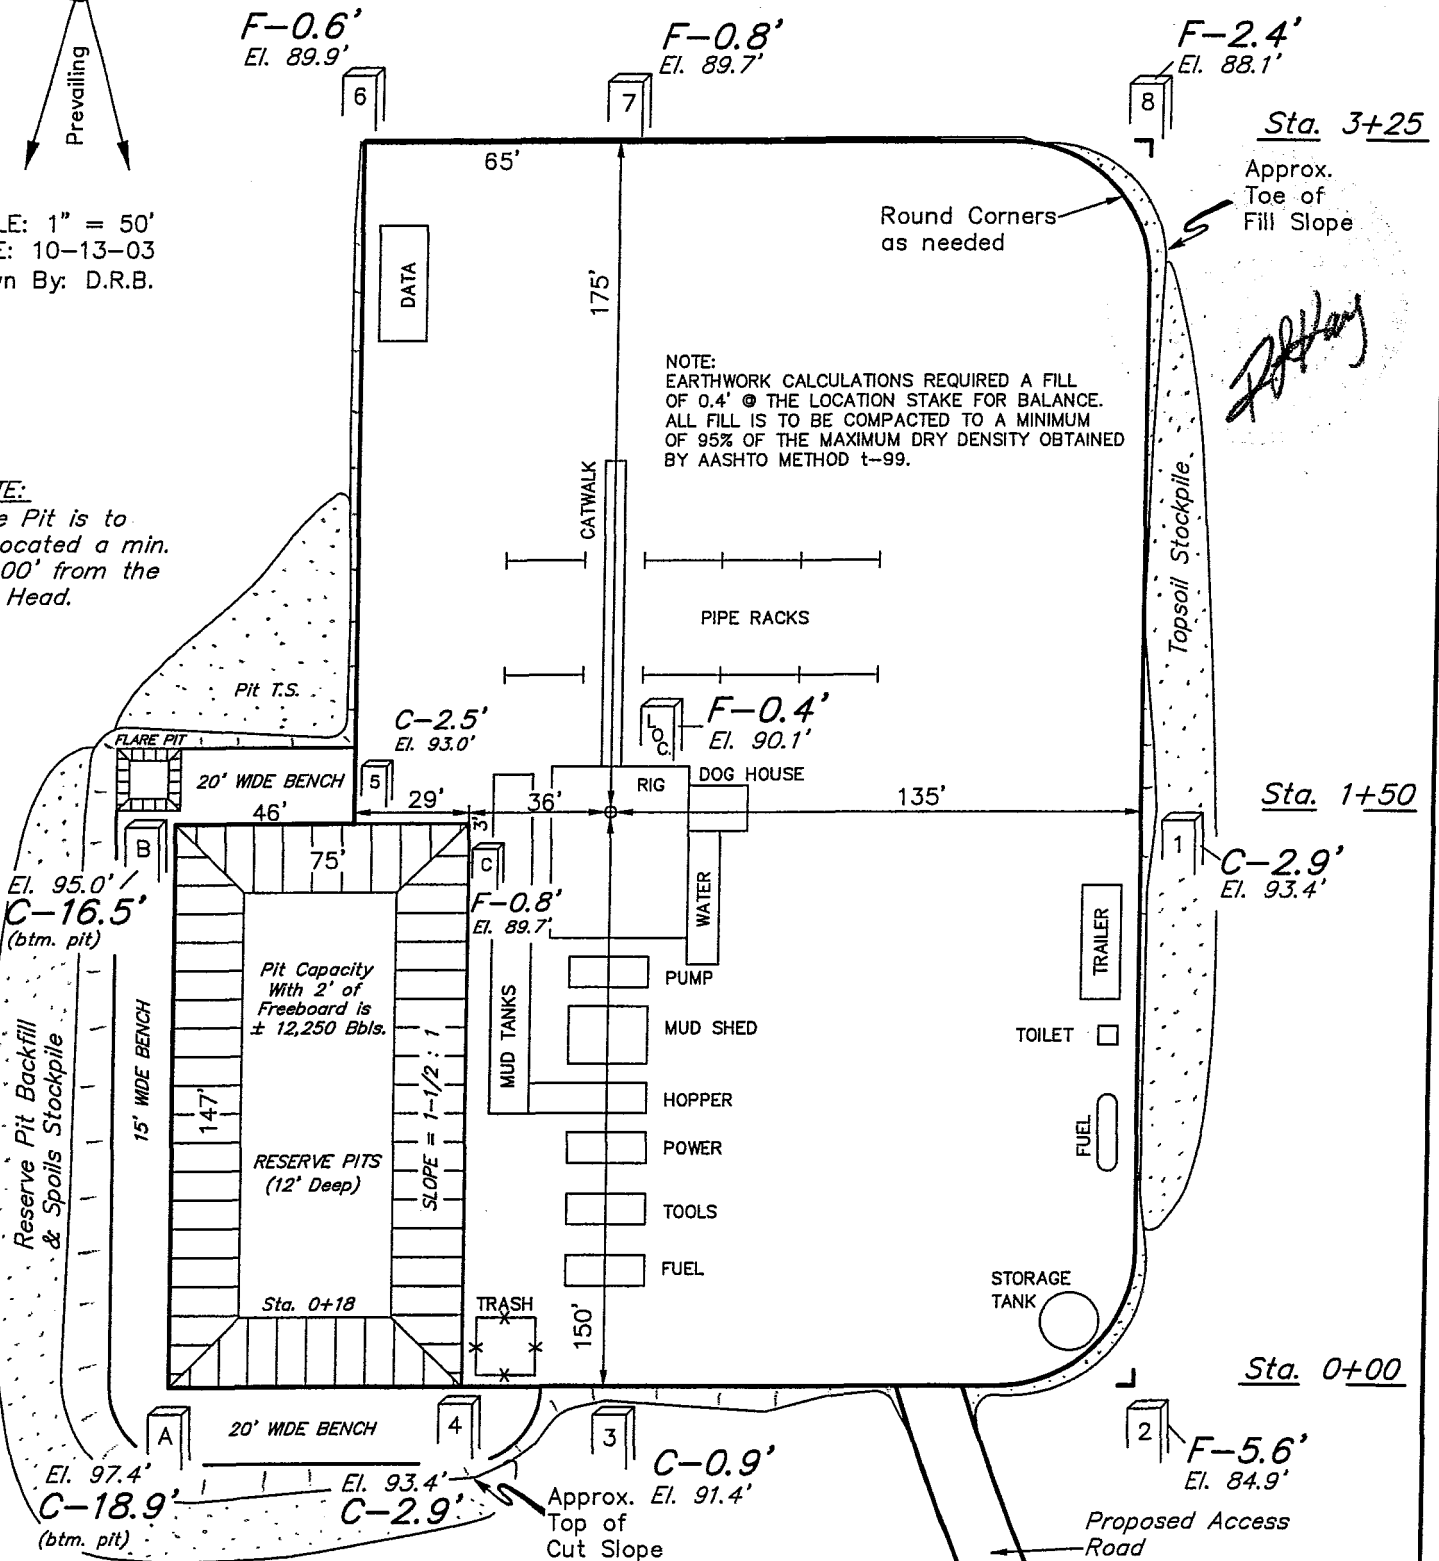 F-0.6'
El. 89.9'
F-0.8'
El. 89.7'
F-2.4'
El. 88.1'
Prevailing
6
7
8
Sta. 3+25
65'
Approx.
Toe of
Fill Slope
Round Corners
as needed
LE: 1" = 50'
E: 10-13-03
n By: D.R.B.
DATA
175'
NOTE:
EARTHWORK CALCULATIONS REQUIRED A FILL
OF 0.4' @ THE LOCATION STAKE FOR BALANCE.
ALL FILL IS TO BE COMPACTED TO A MINIMUM
OF 95% OF THE MAXIMUM DRY DENSITY OBTAINED
BY AASHTO METHOD t-99.
TE:
e Pit is to
ocated a min.
00' from the
Head.
CATWALK
Topsoil Stockpile
PIPE RACKS
Pit T.S.
C-2.5'
El. 93.0'
LOC.
F-0.4'
El. 90.1'
FLARE PIT
20' WIDE BENCH
5
RIG
DOG HOUSE
46'
29'
36'
135'
Sta. 1+50
3'
B
75'
C
1
El. 95.0'
C-16.5'
(btm. pit)
F-0.8'
El. 89.7'
C-2.9'
El. 93.4'
WATER
TRAILER
Pit Capacity
With 2' of
Freeboard is
± 12,250 Bbls.
PUMP
MUD TANKS
MUD SHED
TOILET
Reserve Pit Backfill
& Spoils Stockpile
15' WIDE BENCH
147'
SLOPE = 1-1/2 : 1
HOPPER
POWER
FUEL
RESERVE PITS
(12' Deep)
TOOLS
FUEL
STORAGE
TANK
Sta. 0+18
TRASH
150'
Sta. 0+00
A
20' WIDE BENCH
4
3
2
El. 97.4'
C-18.9'
(btm. pit)
El. 93.4'
C-2.9'
C-0.9'
El. 91.4'
F-5.6'
El. 84.9'
Approx.
Top of
Cut Slope
Proposed Access
Road